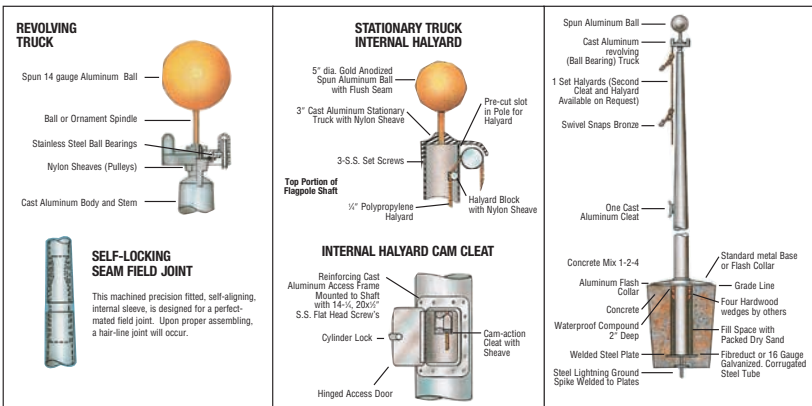 REVOLVING
TRUCK
Spun 14 gauge Aluminum Ball
Ball or Ornament Spindle
Stainless Steel Ball Bearings
Nylon Sheaves (Pulleys)
Cast Aluminum Body and Stem
SELF-LOCKING
SEAM FIELD JOINT
This machined precision fitted, self-aligning,
internal sleeve, is designed for a perfect-
mated field joint. Upon proper assembling,
a hair-line joint will occur.
STATIONARY TRUCK
INTERNAL HALYARD
5" dia. Gold Anodized
Spun Aluminum Ball
with Flush Seam
3" Cast Aluminum Stationary
Truck with Nylon Sheave
Pre-cut slot
in Pole for
Halyard
3-S.S. Set Screws
Top Portion of
Flagpole Shaft
¼" Polypropylene
Halyard
Halyard Block
with Nylon Sheave
INTERNAL HALYARD CAM CLEAT
Reinforcing Cast
Aluminum Access Frame
Mounted to Shaft
with 14-¼, 20x½"
S.S. Flat Head Screw's
Cylinder Lock
Cam-action
Cleat with
Sheave
Hinged Access Door
Spun Aluminum Ball
Cast Aluminum
revolving
(Ball Bearing) Truck
1 Set Halyards (Second
Cleat and Halyard
Available on Request)
Swivel Snaps Bronze
One Cast
Aluminum Cleat
Concrete Mix 1-2-4
Standard metal Base
or Flash Collar
Aluminum Flash
Collar
Grade Line
Concrete
Four Hardwood
wedges by others
Waterproof Compound
2" Deep
Fill Space with
Packed Dry Sand
Welded Steel Plate
Fibreduct or 16 Gauge
Galvanized. Corrugated
Steel Tube
Steel Lightning Ground
Spike Welded to Plates